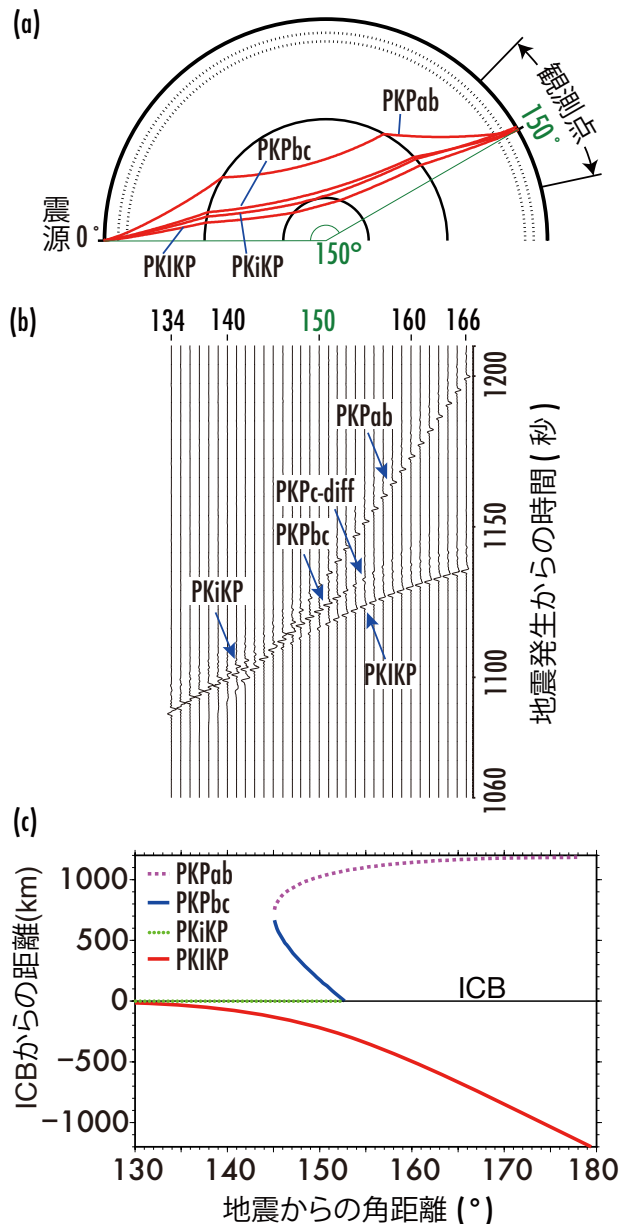 (a)
PKPab
観測点
150°
PKPbc
震源
0°
PKIKP
PKiKP
150°
(b)
134 140 150 160 166
1200
PKPab
PKPc-diff
1150
PKPbc
PKiKP
PKIKP
1100
1060
地震発生からの時間(秒)
(c)
PKPab
PKPbc
PKiKP
PKIKP
ICB
1000
500
0
−500
−1000
ICBからの距離(km)
130 140 150 160 170 180
地震からの角距離(°)